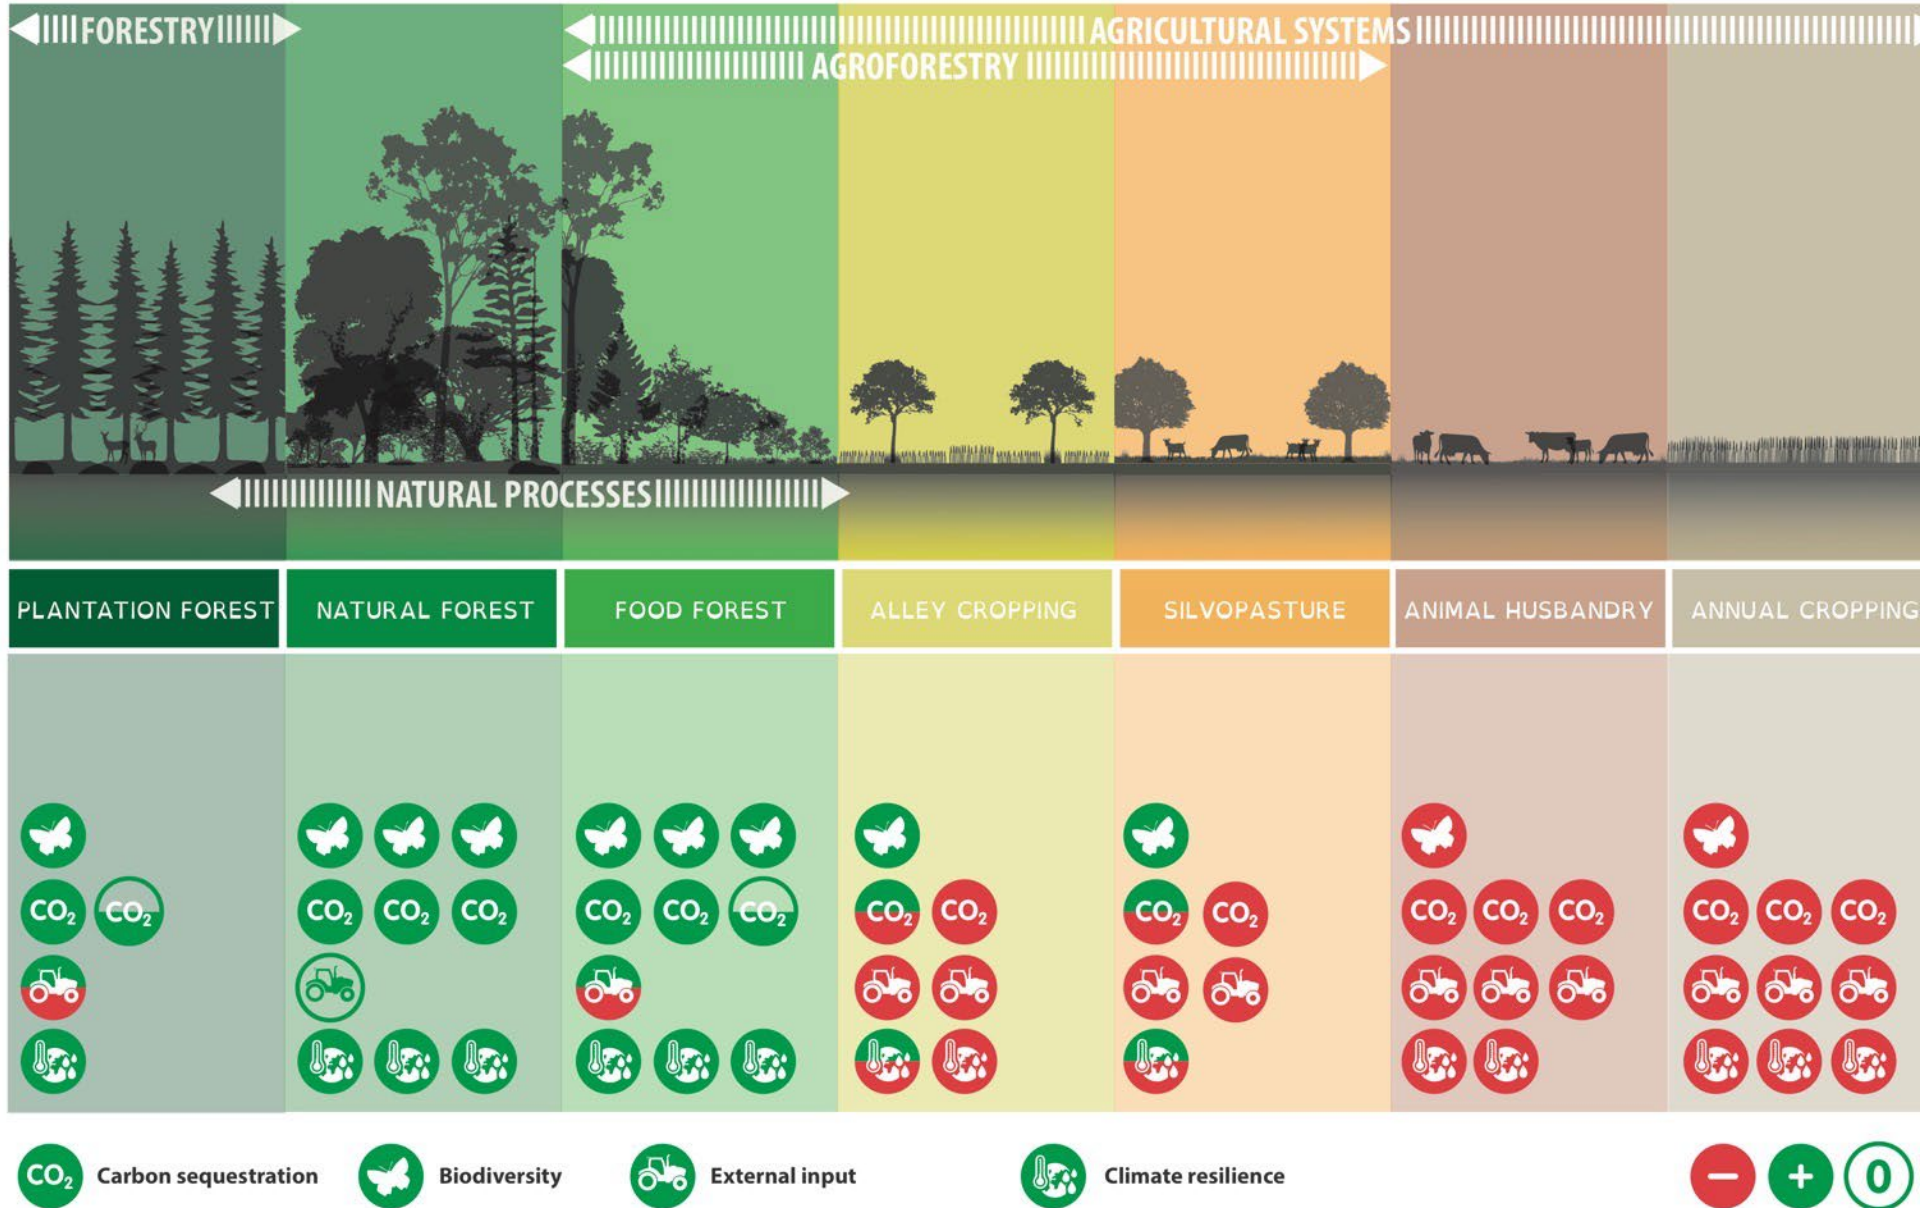 FORESTRY
AGRICULTURAL SYSTEMS
AGROFORESTRY
NATURAL PROCESSES
PLANTATION FOREST
NATURAL FOREST
FOOD FOREST
ALLEY CROPPING
SILVOPASTURE
ANIMAL HUSBANDRY
ANNUAL CROPPING
CO₂ CO₂ CO₂ CO₂ CO₂ CO₂ CO₂ CO₂ CO₂ CO₂ CO₂ CO₂ CO₂ CO₂ CO₂ CO₂ CO₂ CO₂
CO₂ Carbon sequestration
Biodiversity
External input
Climate resilience
− + 0